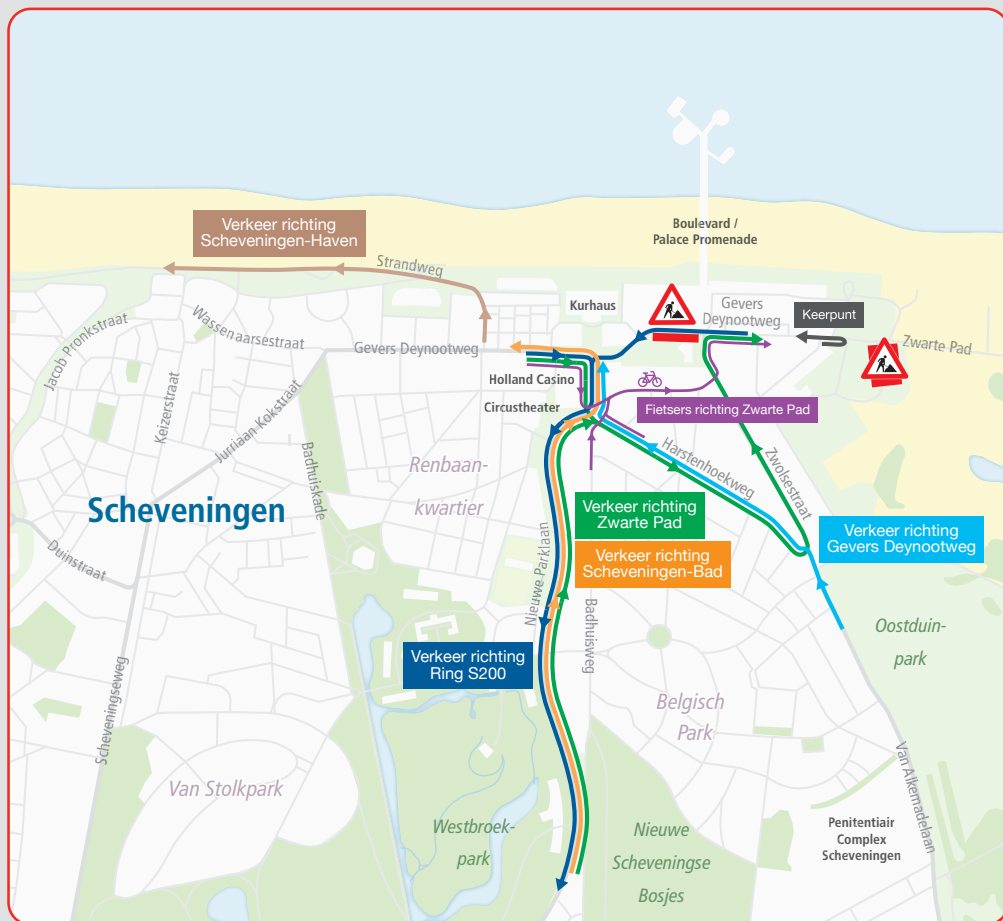 Boulevard /
Palace Promenade
Verkeer richting
Scheveningen-Haven
Strandweg
Kurhaus
Gevers
Deynootweg
Keerpunt
Zwarte Pad
Jacob Pronkstraat
Wassenaarsestraat
Gevers Deynootweg
Holland Casino
Circustheater
Fietsers richting Zwarte Pad
Keizerstraat
Jurriaan Kokstraat
Badhuiskade
Renbaan-
kwartier
Harstenhoekweg
Zwolsestraat
Scheveningen
Verkeer richting
Zwarte Pad
Verkeer richting
Gevers Deynootweg
Verkeer richting
Scheveningen-Bad
Duinstraat
Nieuwe Parklaan
Badhuisweg
Oostduin-
park
Verkeer richting
Ring S200
Scheveningseweg
Belgisch
Park
Van Stolkpark
Van Alkemadelaan
Westbroek-
park
Nieuwe
Scheveningse
Bosjes
Penitentiair
Complex
Scheveningen